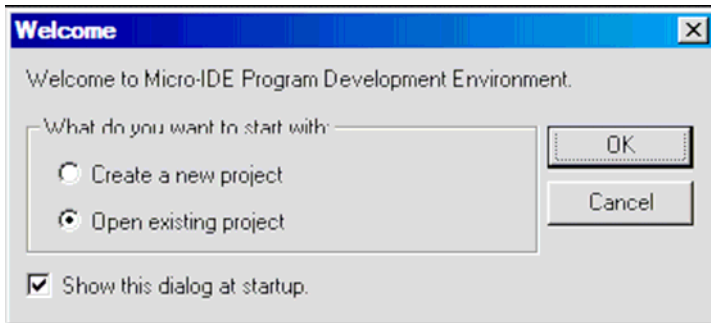 Welcome
Welcome to Micro-IDE Program Development Environment.
What do you want to start with:
Create a new project
Open existing project
OK
Cancel
Show this dialog at startup.